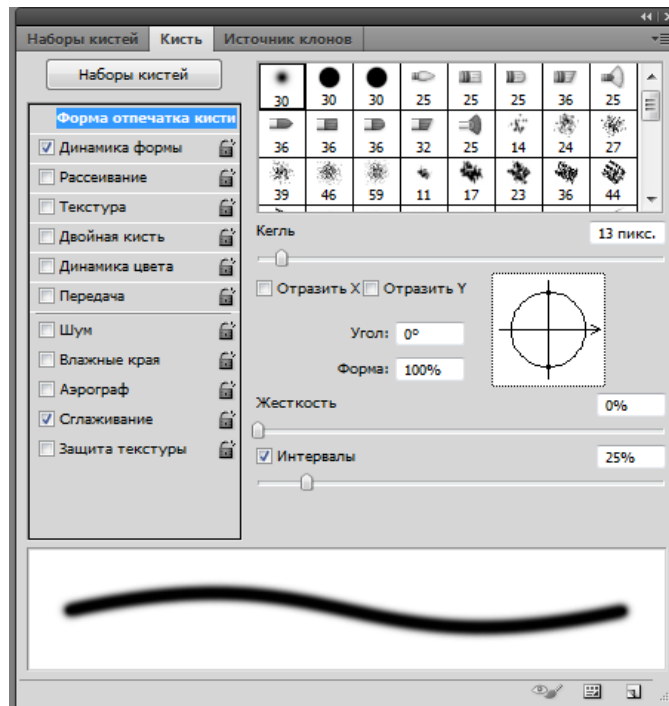 Наборы кистей Кисть Источник клонов
Наборы кистей
Форма отпечатка кисти
Динамика формы
Рассеивание
Текстура
Двойная кисть
Динамика цвета
Передача
Шум
Влажные края
Аэрограф
Сглаживание
Защита текстуры
30 30 30 25 25 25 36 25
36 36 36 32 25 14 24 27
39 46 59 11 17 23 36 44
Кегль 13 пикс.
Отразить X Отразить Y
Угол: 0º
Форма: 100%
Жесткость 0%
Интервалы 25%